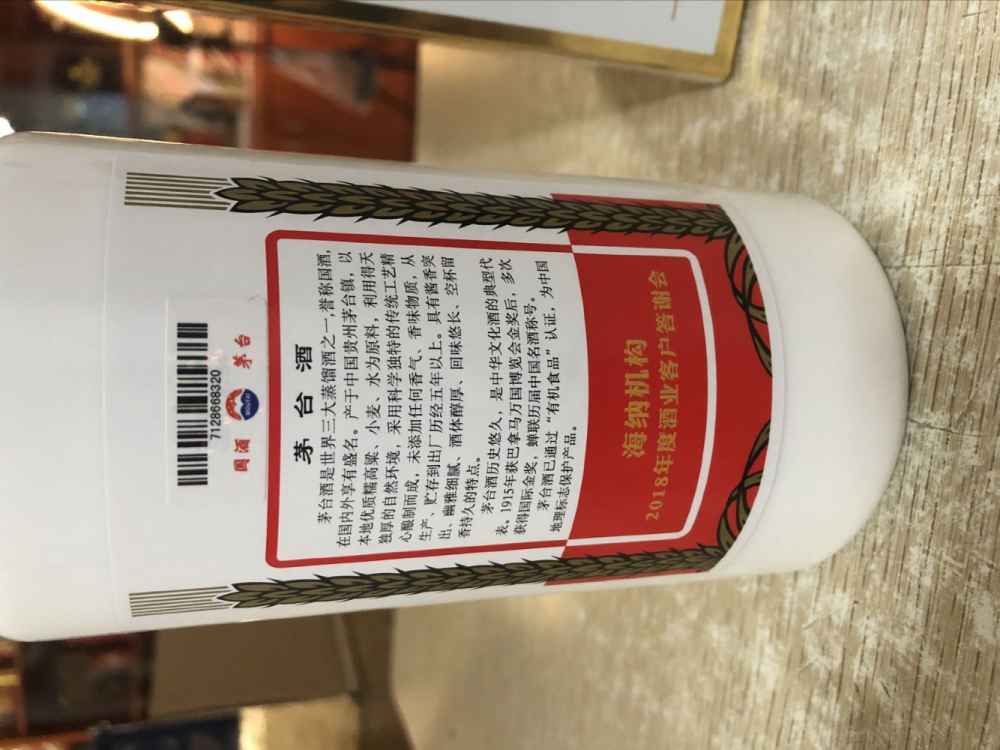 7128668320
国酒 茅台
茅台酒
茅台酒是世界三大蒸馏酒之一,誉称国酒,
在国内外享有盛名。产于中国贵州茅台镇,以
本地优质糯高粱、小麦、水为原料,利用得天
独厚的自然环境,采用科学独特的传统工艺精
心酿制而成,未添加任何香气、香味物质,从
生产、贮存到出厂历经五年以上。具有酱香突
出、幽雅细腻、酒体醇厚、回味悠长、空杯留
香持久的特点。
茅台酒历史悠久,是中华文化酒的典型代
表。1915年获巴拿马万国博览会金奖后,多次
获得国际金奖,蝉联历届中国名酒称号。
茅台酒已通过“有机食品”认证,为中国
地理标志保护产品。
海纳机构
2018年度酒业客户答谢会